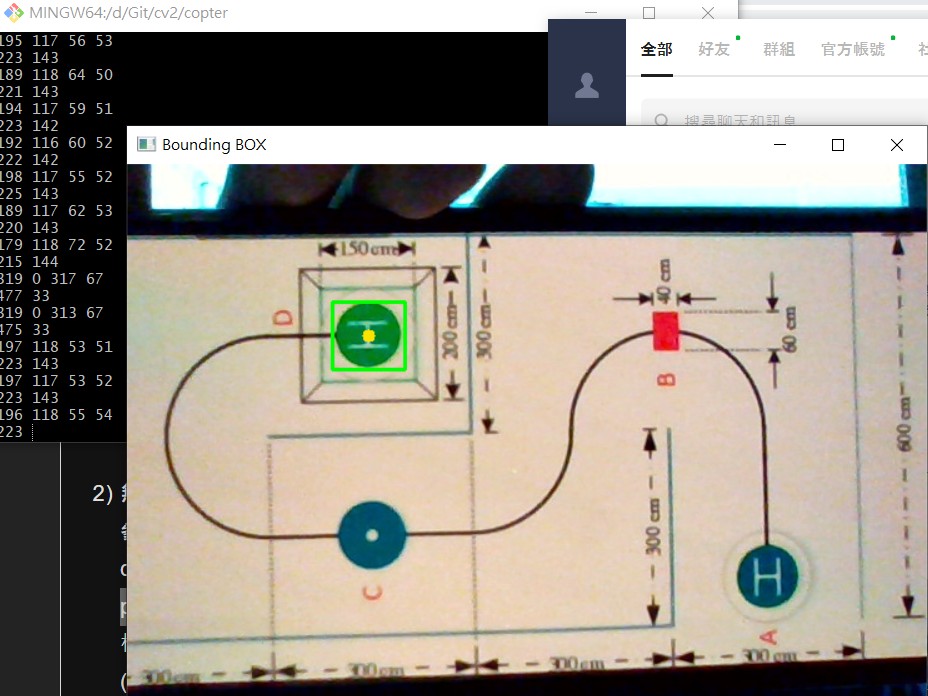 MINGW64:/d/Git/cv2/copter
195 117 56 53
223 143
189 118 64 50
221 143
194 117 59 51
223 142
192 116 60 52
222 142
198 117 55 52
225 143
189 117 62 53
220 143
179 118 72 52
215 144
319 0 317 67
477 33
319 0 313 67
475 33
197 118 53 51
223 143
197 117 53 52
223 143
196 118 55 54
223
全部 好友 群組 官方帳號
搜尋聊天和訊息
Bounding BOX
150 cm
200 cm
300 cm
40 cm
60 cm
600 cm
D
H
B
C
300 cm
H
A
300 cm 300 cm 300 cm 300 cm
2)